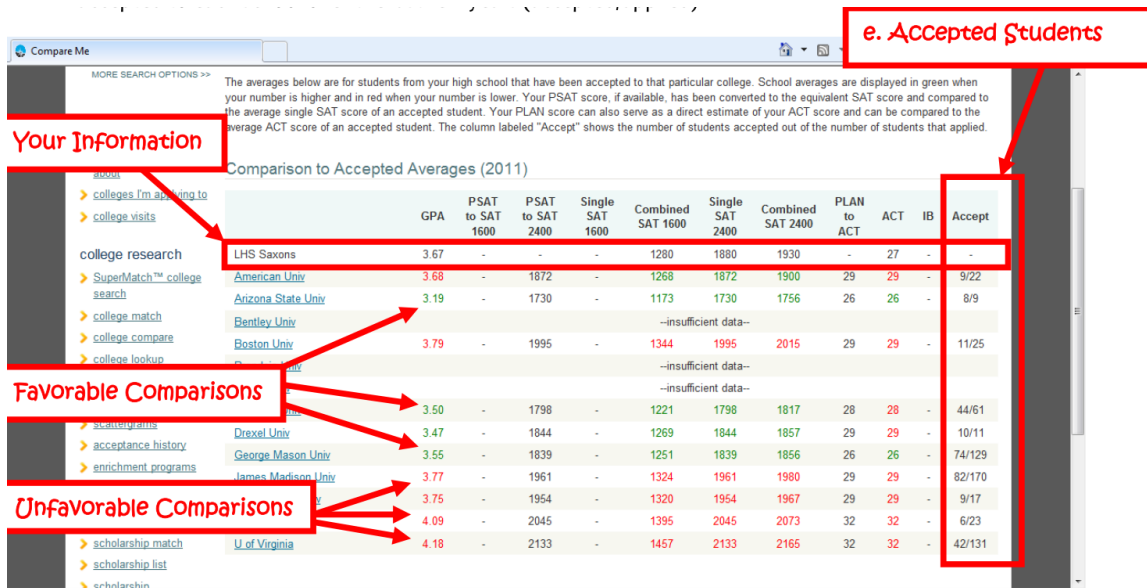 e. Accepted Students
Compare Me
MORE SEARCH OPTIONS >>
The averages below are for students from your high school that have been accepted to that particular college. School averages are displayed in green when
your number is higher and in red when your number is lower. Your PSAT score, if available, has been converted to the equivalent SAT score and compared to
the average single SAT score of an accepted student. Your PLAN score can also serve as a direct estimate of your ACT score and can be compared to the
average ACT score of an accepted student. The column labeled "Accept" shows the number of students accepted out of the number of students that applied.
Your Information
about
colleges I'm applying to
college visits
college research
SuperMatch™ college
search
college match
college compare
college lookup
Favorable Comparisons
scattergrams
acceptance history
enrichment programs
Unfavorable Comparisons
scholarship match
scholarship list
scholarship
Comparison to Accepted Averages (2011)
GPA PSAT to SAT 1600 PSAT to SAT 2400 Single SAT 1600 Combined SAT 1600 Single SAT 2400 Combined SAT 2400 PLAN to ACT ACT IB Accept
LHS Saxons 3.67 - - - 1280 1880 1930 - 27 - -
American Univ 3.68 - 1872 - 1268 1872 1900 29 29 - 9/22
Arizona State Univ 3.19 - 1730 - 1173 1730 1756 26 26 - 8/9
Bentley Univ --insufficient data--
Boston Univ 3.79 - 1995 - 1344 1995 2015 29 29 - 11/25
--insufficient data--
--insufficient data--
3.50 - 1798 - 1221 1798 1817 28 28 - 44/61
Drexel Univ 3.47 - 1844 - 1269 1844 1857 29 29 - 10/11
George Mason Univ 3.55 - 1839 - 1251 1839 1856 26 26 - 74/129
James Madison Univ 3.77 - 1961 - 1324 1961 1980 29 29 - 82/170
3.75 - 1954 - 1320 1954 1967 29 29 - 9/17
4.09 - 2045 - 1395 2045 2073 32 32 - 6/23
U of Virginia 4.18 - 2133 - 1457 2133 2165 32 32 - 42/131